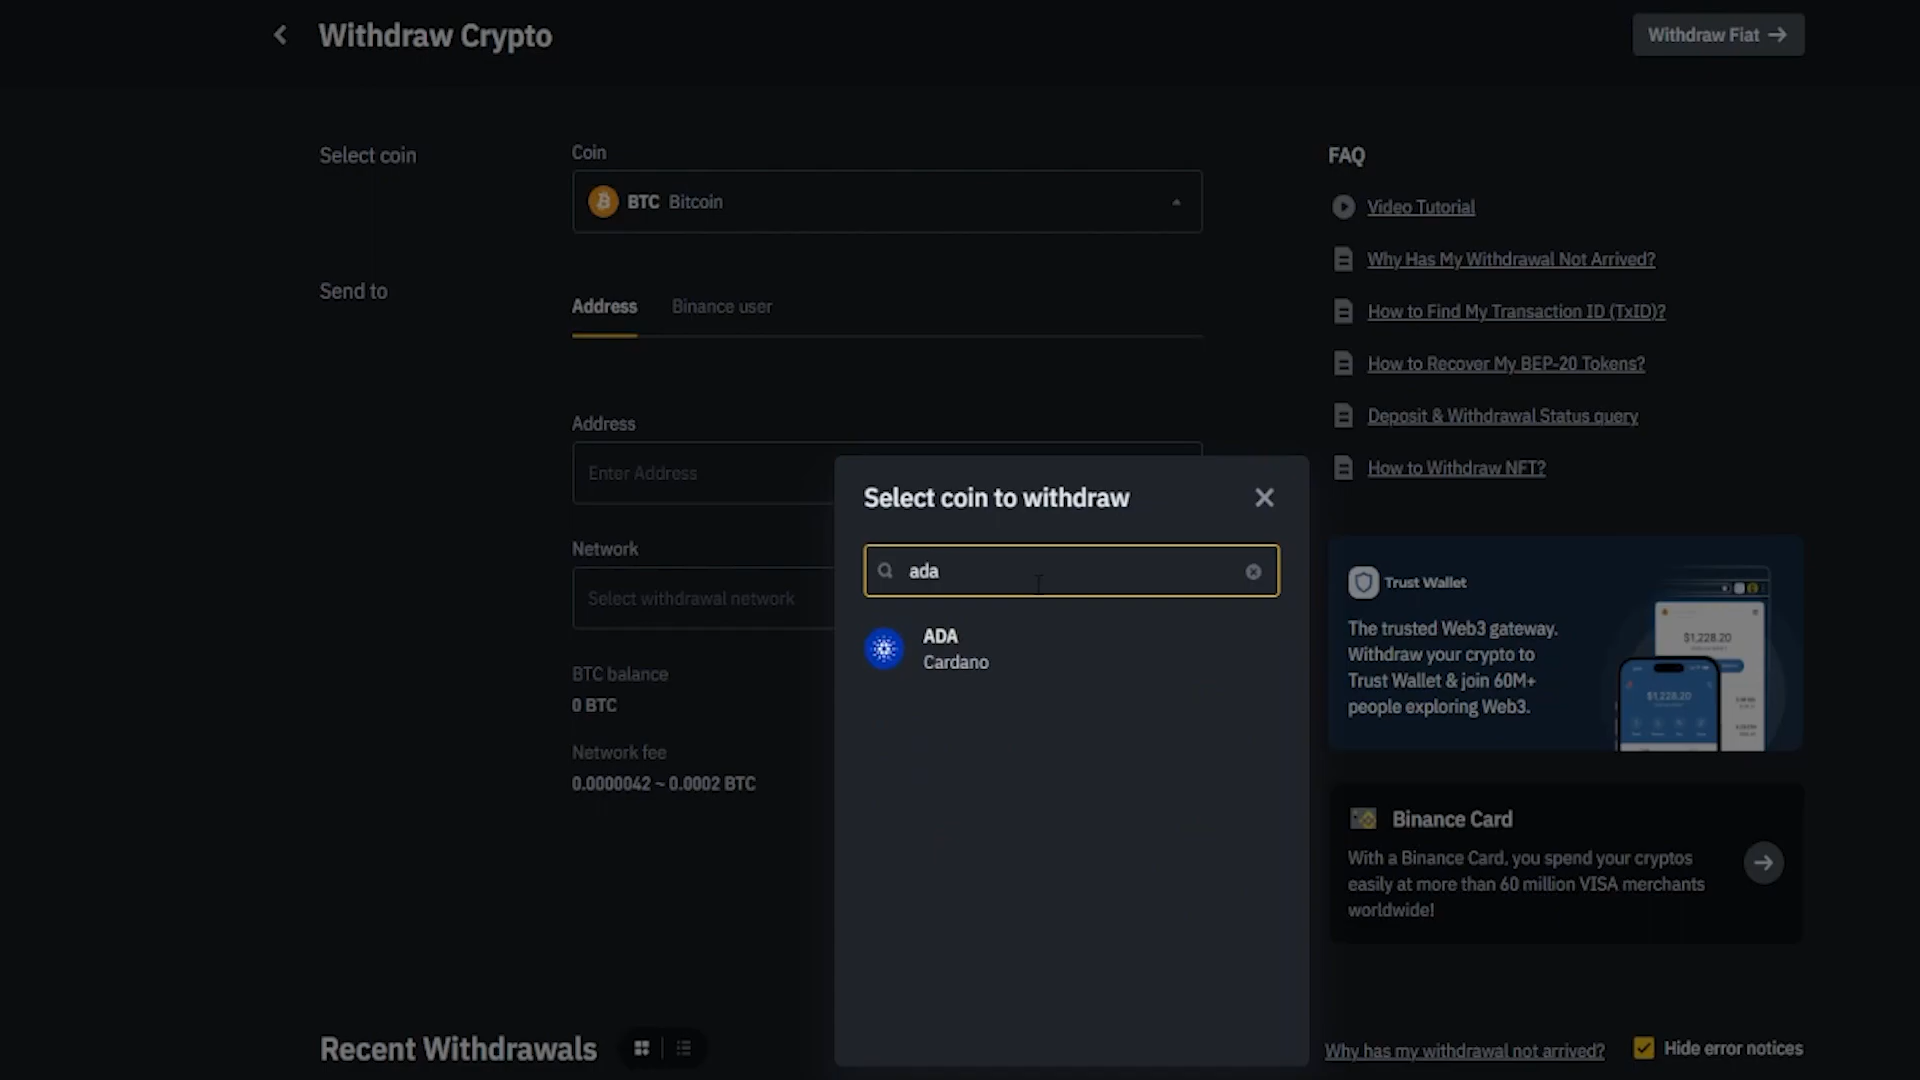 Withdraw Crypto
Withdraw Fiat
Select coin
Coin
BTC Bitcoin
Send to
Address
Binance user
Address
Enter Address
Network
Select withdrawal network
BTC balance
0 BTC
Network fee
0.0000042 ~ 0.0002 BTC
Select coin to withdraw
ada
ADA
Cardano
FAQ
Video Tutorial
Why Has My Withdrawal Not Arrived?
How to Find My Transaction ID (TxID)?
How to Recover My BEP-20 Tokens?
Deposit & Withdrawal Status query
How to Withdraw NFT?
Trust Wallet
The trusted Web3 gateway.
Withdraw your crypto to
Trust Wallet & join 60M+
people exploring Web3.
$1,228.20
$1,228.20
Binance Card
With a Binance Card, you spend your cryptos
easily at more than 60 million VISA merchants
worldwide!
Recent Withdrawals
Why has my withdrawal not arrived?
Hide error notices